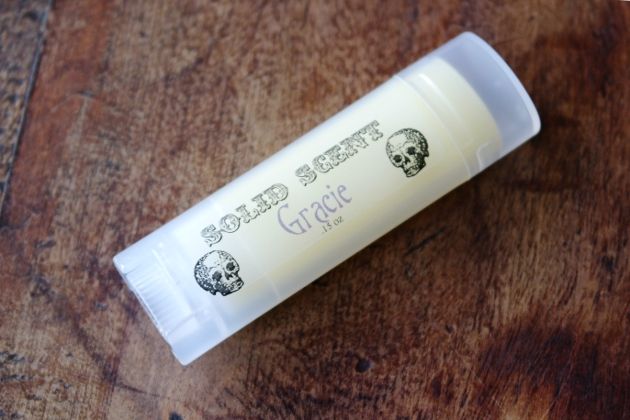 SOLID SCENT
Gracie
.15 oz